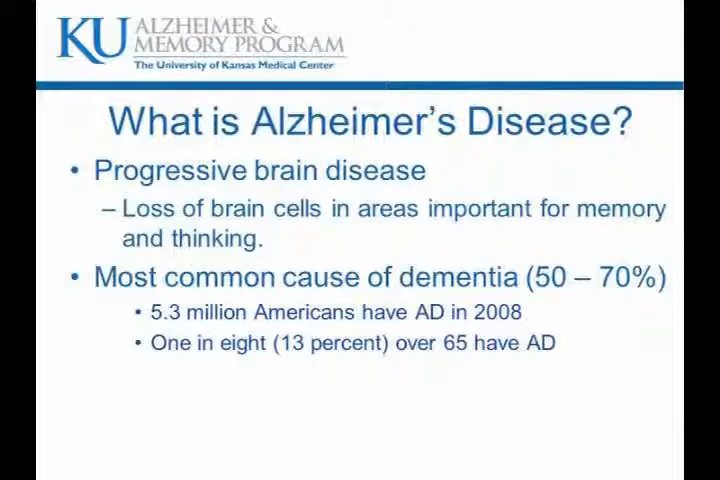 KU ALZHEIMER &
MEMORY PROGRAM
The University of Kansas Medical Center
What is Alzheimer's Disease?
• Progressive brain disease
– Loss of brain cells in areas important for memory
and thinking.
• Most common cause of dementia (50 – 70%)
• 5.3 million Americans have AD in 2008
• One in eight (13 percent) over 65 have AD